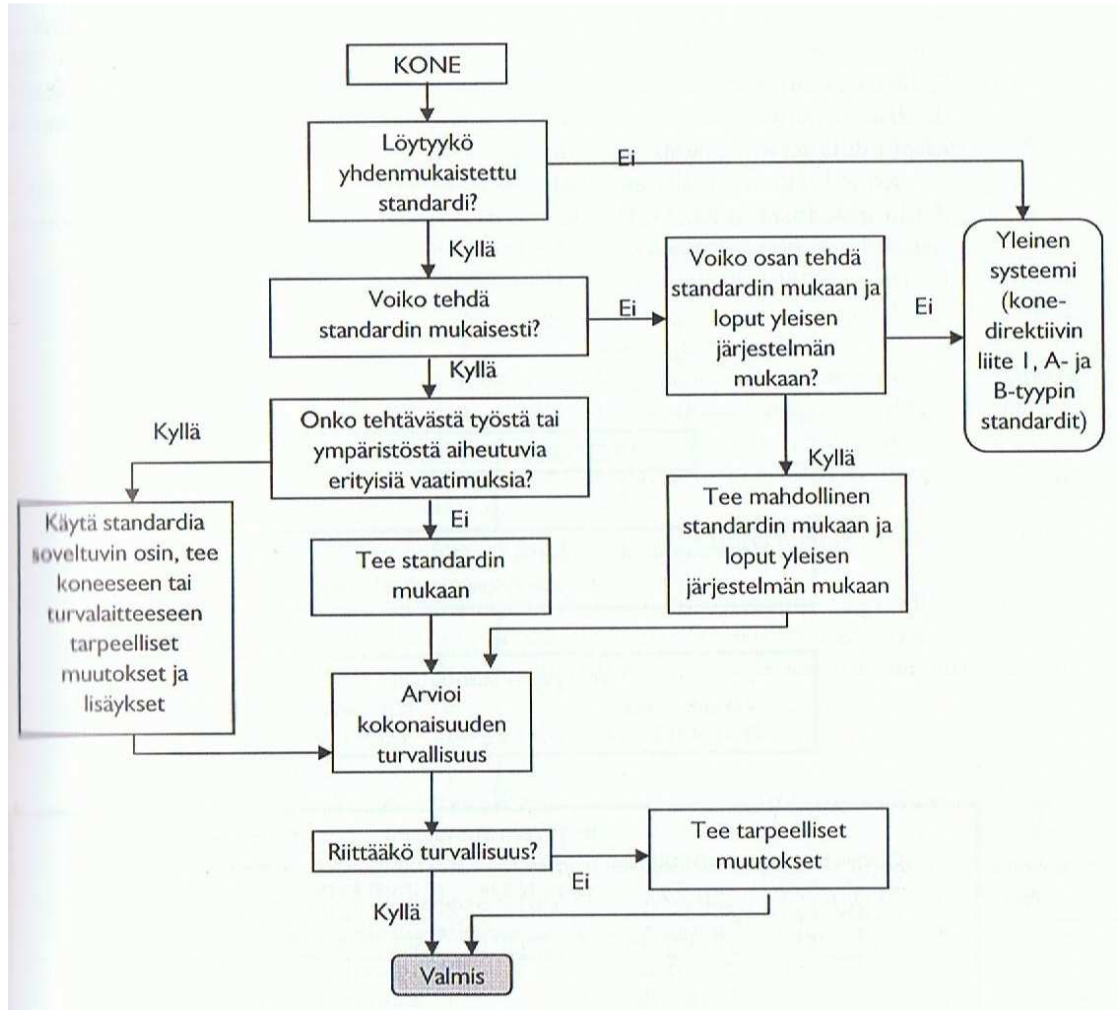 KONE
Löytyykö
yhdenmukaistettu
standardi?
Ei
Kyllä
Yleinen
systeemi
(kone-
direktiivin
liite 1, A- ja
B-tyypin
standardit)
Voiko tehdä
standardin mukaisesti?
Ei
Voiko osan tehdä
standardin mukaan ja
loput yleisen
järjestelmän
mukaan?
Ei
Kyllä
Kyllä
Onko tehtävästä työstä tai
ympäristöstä aiheutuvia
erityisiä vaatimuksia?
Kyllä
Ei
Käytä standardia
soveltuvin osin, tee
koneeseen tai
turvalaitteeseen
tarpeelliset
muutokset ja
lisäykset
Tee standardin
mukaan
Tee mahdollinen
standardin mukaan ja
loput yleisen
järjestelmän mukaan
Arvioi
kokonaisuuden
turvallisuus
Riittääkö turvallisuus?
Ei
Tee tarpeelliset
muutokset
Kyllä
Valmis